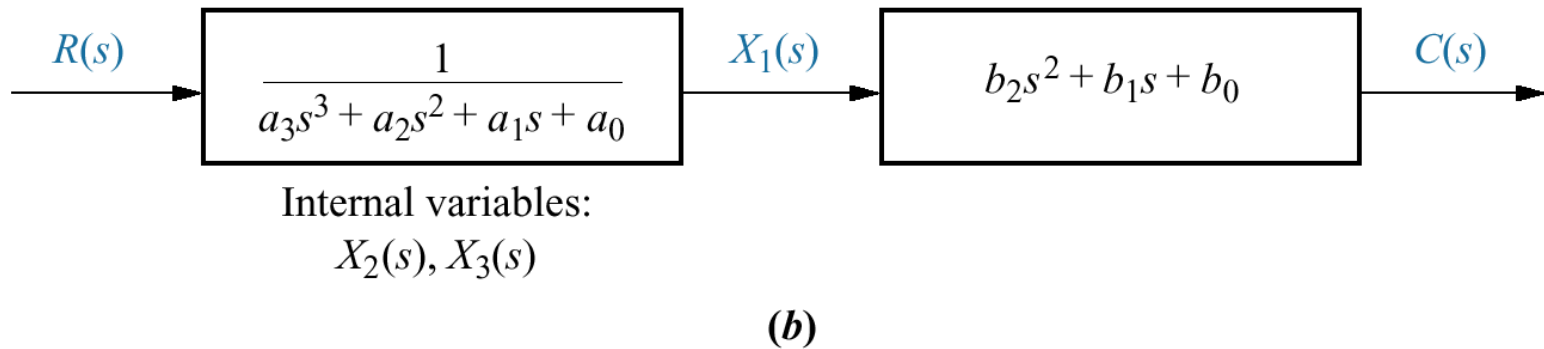 R(s)
1
a₃s³ + a₂s² + a₁s + a₀
X₁(s)
b₂s² + b₁s + b₀
C(s)
Internal variables:
X₂(s), X₃(s)
(b)